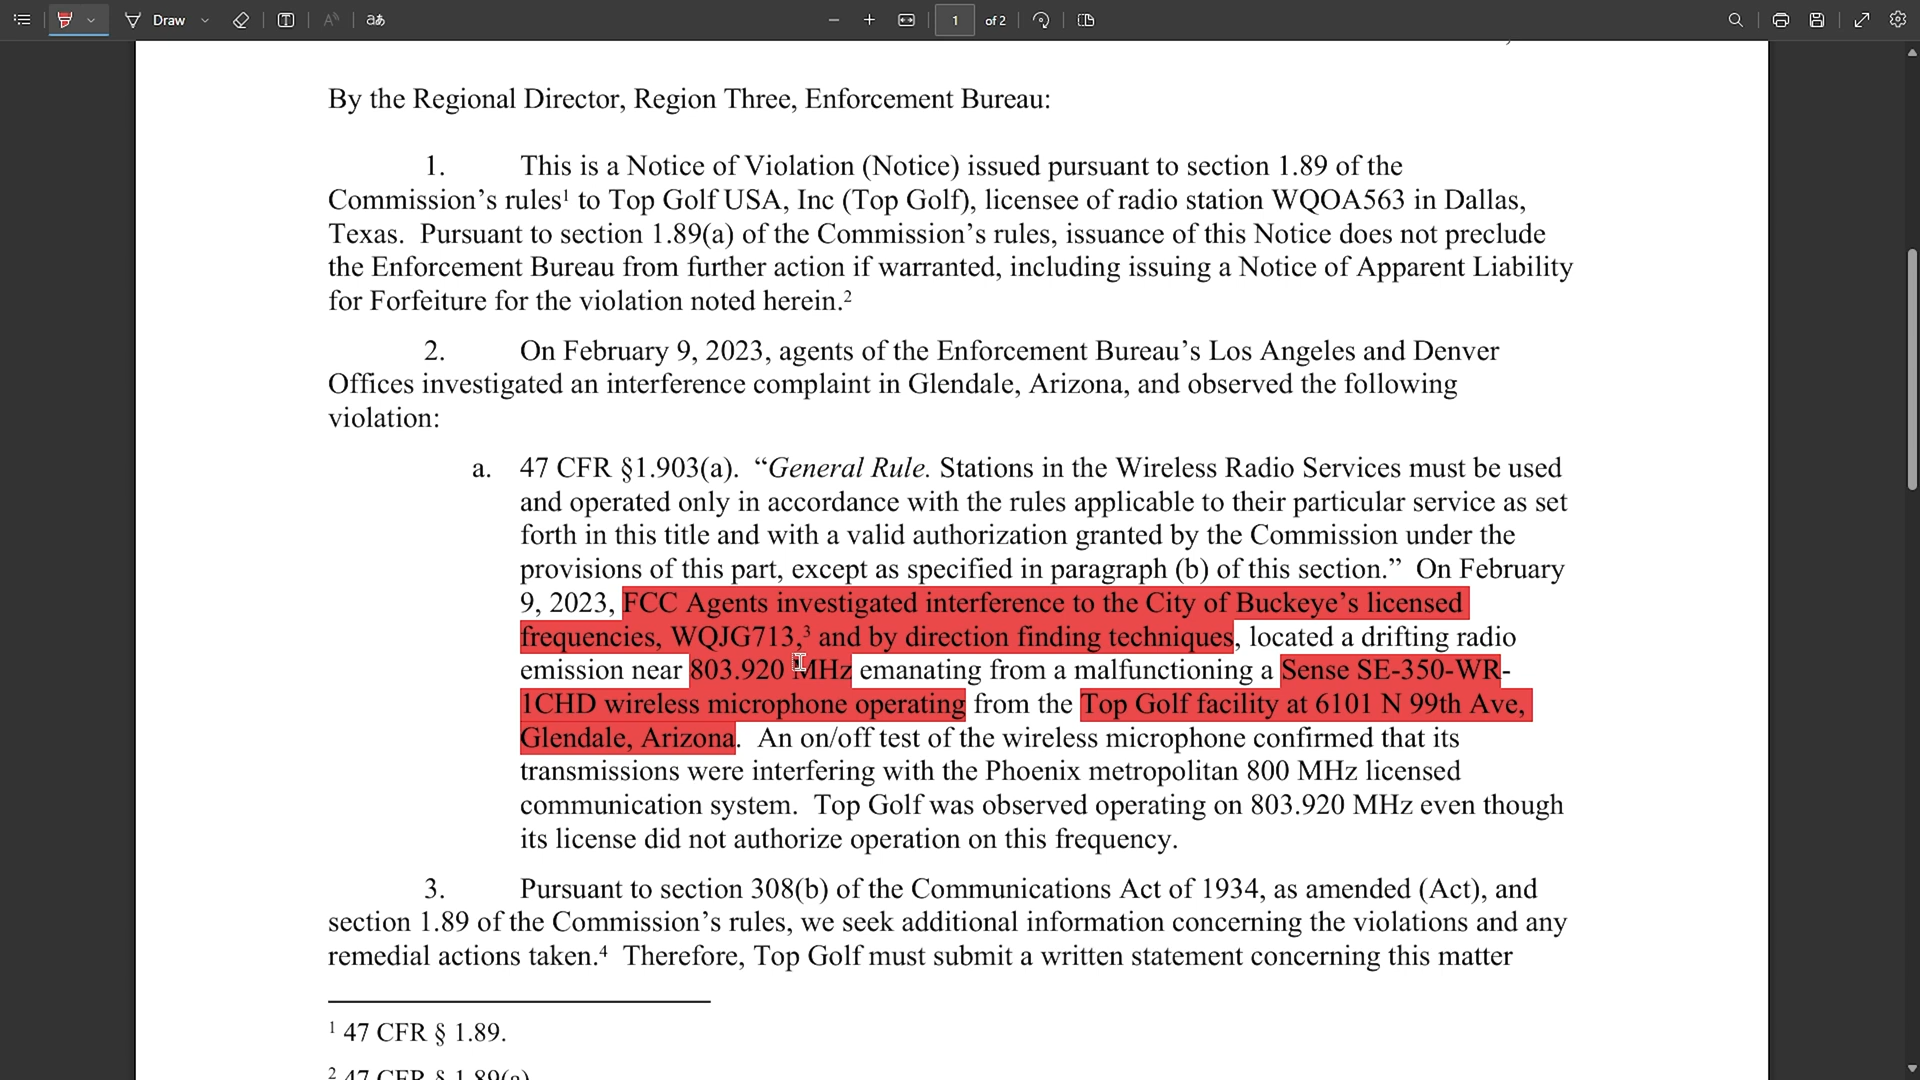 Draw
aあ
1 of 2
By the Regional Director, Region Three, Enforcement Bureau:
1. This is a Notice of Violation (Notice) issued pursuant to section 1.89 of the
Commission’s rules¹ to Top Golf USA, Inc (Top Golf), licensee of radio station WQOA563 in Dallas,
Texas. Pursuant to section 1.89(a) of the Commission’s rules, issuance of this Notice does not preclude
the Enforcement Bureau from further action if warranted, including issuing a Notice of Apparent Liability
for Forfeiture for the violation noted herein.²
2. On February 9, 2023, agents of the Enforcement Bureau’s Los Angeles and Denver
Offices investigated an interference complaint in Glendale, Arizona, and observed the following
violation:
a. 47 CFR §1.903(a). “General Rule. Stations in the Wireless Radio Services must be used
and operated only in accordance with the rules applicable to their particular service as set
forth in this title and with a valid authorization granted by the Commission under the
provisions of this part, except as specified in paragraph (b) of this section.” On February
9, 2023, FCC Agents investigated interference to the City of Buckeye’s licensed
frequencies, WQJG713,³ and by direction finding techniques, located a drifting radio
emission near 803.920 MHz emanating from a malfunctioning a Sense SE-350-WR-
1CHD wireless microphone operating from the Top Golf facility at 6101 N 99th Ave,
Glendale, Arizona. An on/off test of the wireless microphone confirmed that its
transmissions were interfering with the Phoenix metropolitan 800 MHz licensed
communication system. Top Golf was observed operating on 803.920 MHz even though
its license did not authorize operation on this frequency.
3. Pursuant to section 308(b) of the Communications Act of 1934, as amended (Act), and
section 1.89 of the Commission’s rules, we seek additional information concerning the violations and any
remedial actions taken.⁴ Therefore, Top Golf must submit a written statement concerning this matter
¹ 47 CFR § 1.89.
² 47 CFR § 1.89(a)